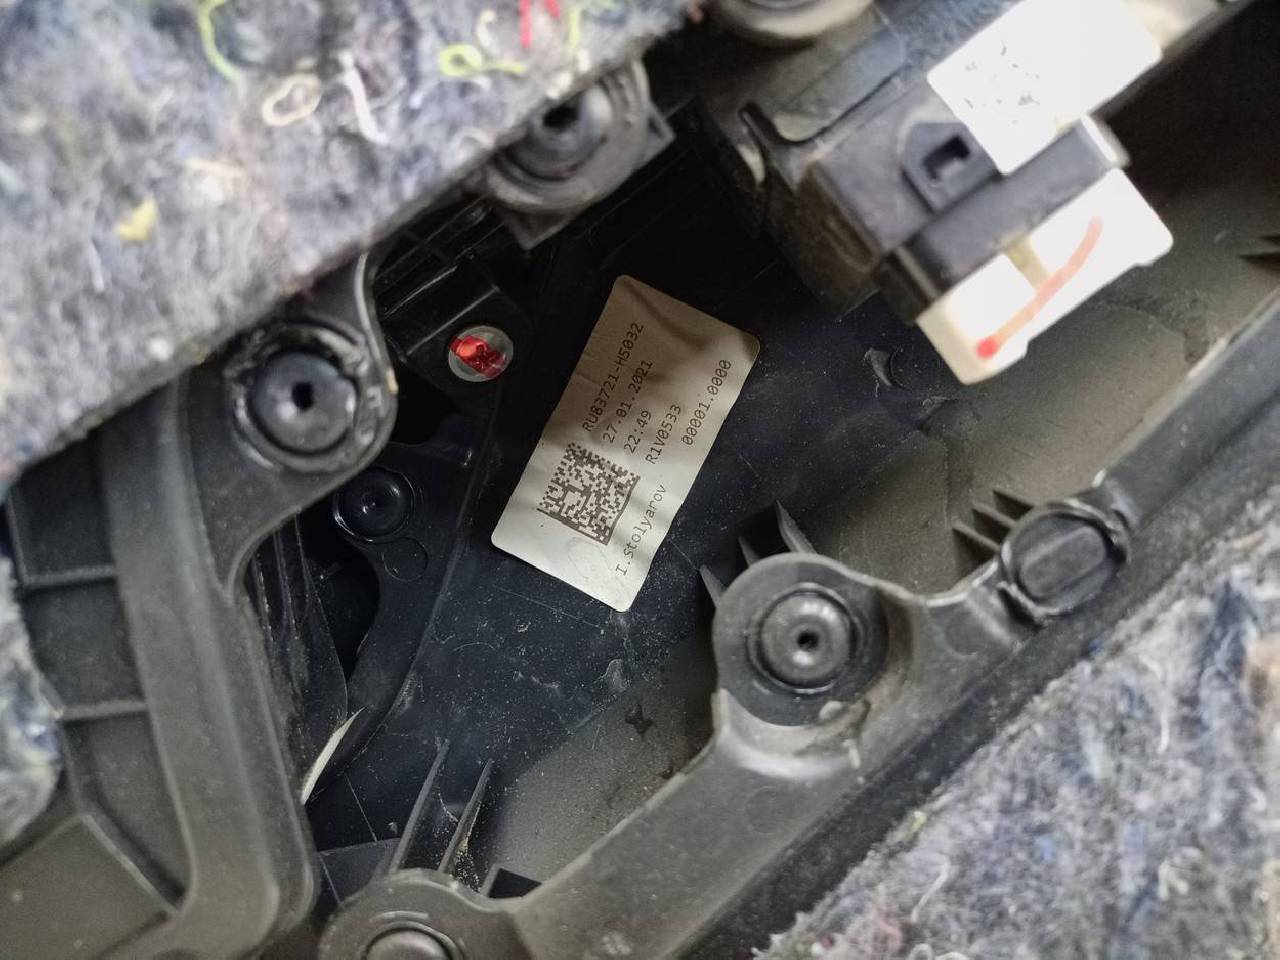 RU83721-H5032
27.01.2021
22:49
R1V0533
00001.0000
I.Stolyarov